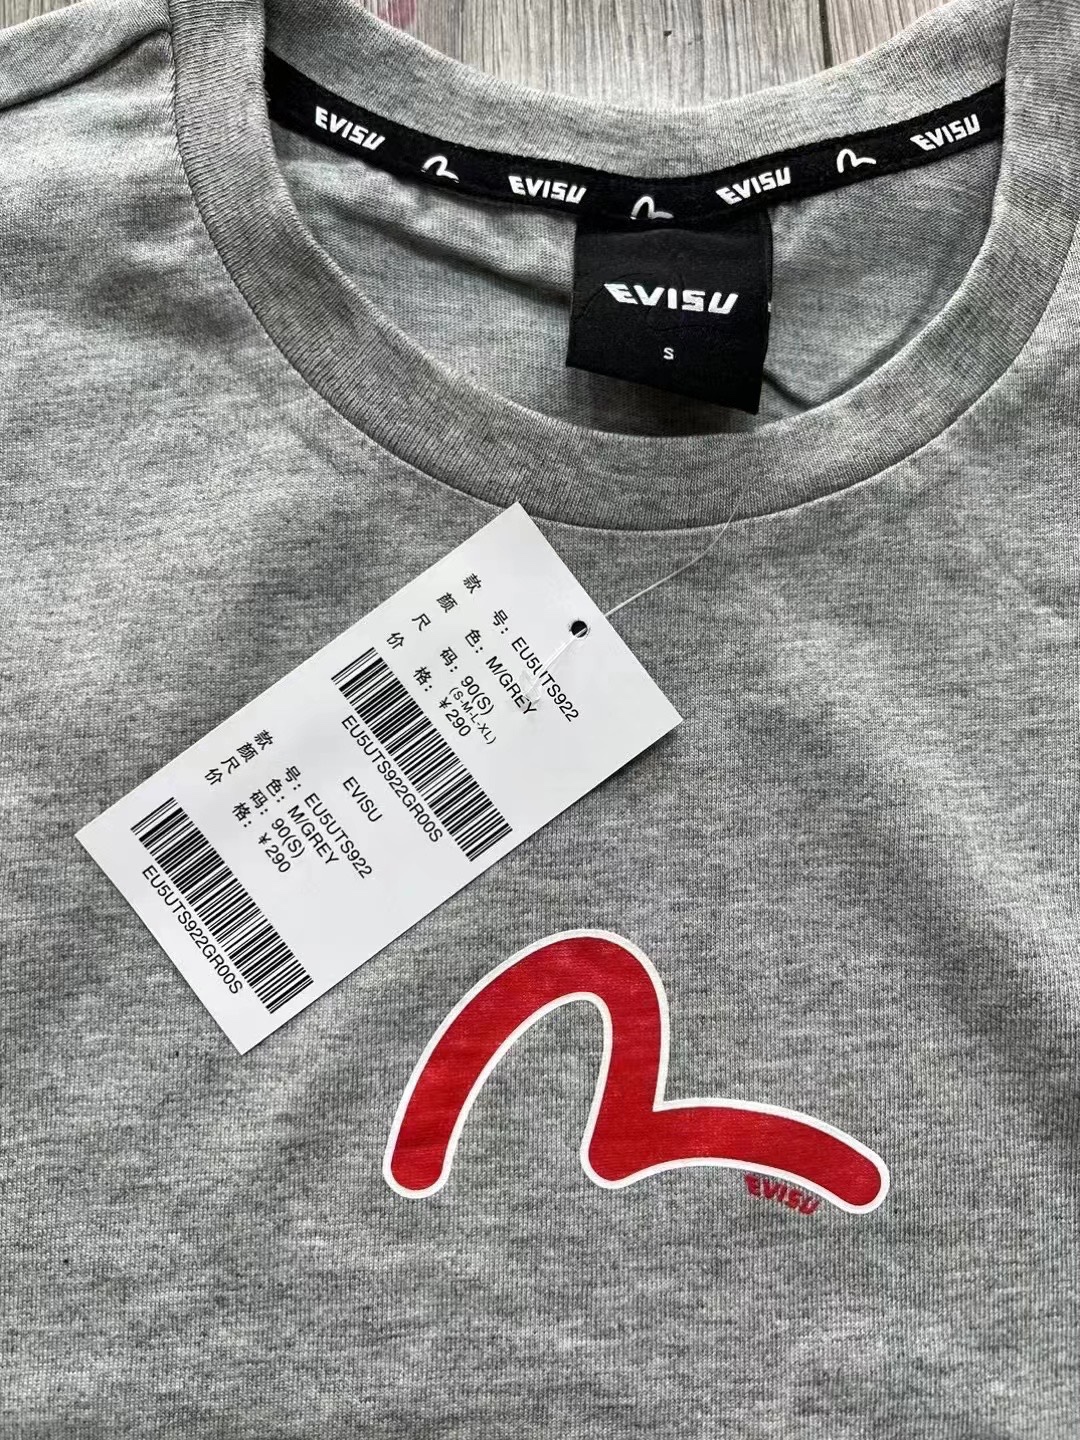 EVISU
EVISU
EVISU
EVISU
EVISU
S
款 号: EU5UTS922
颜 色: M/GREY
尺 码: 90(S)
(S-M-L-XL)
价 格: ¥290
EU5UTS922GR00S
EVISU
款 号: EU5UTS922
颜 色: M/GREY
尺 码: 90(S)
价 格: ¥290
EU5UTS922GR00S
EVISU